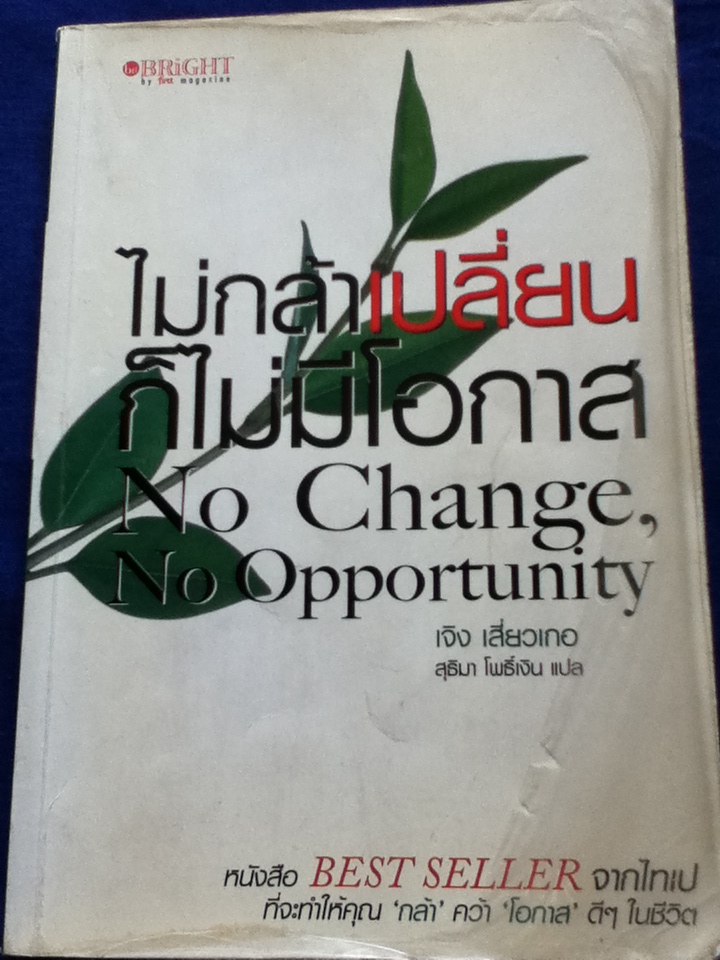 be BRiGHT
by first magazine
ไม่กล้าเปลี่ยน
ก็ไม่มีโอกาส
No Change,
No Opportunity
เจิง เสี่ยวเกอ
สุธิมา โพธิ์เงิน แปล
หนังสือ BEST SELLER จากไทเป
ที่จะทำให้คุณ ‘กล้า’ คว้า ‘โอกาส’ ดีๆ ในชีวิต